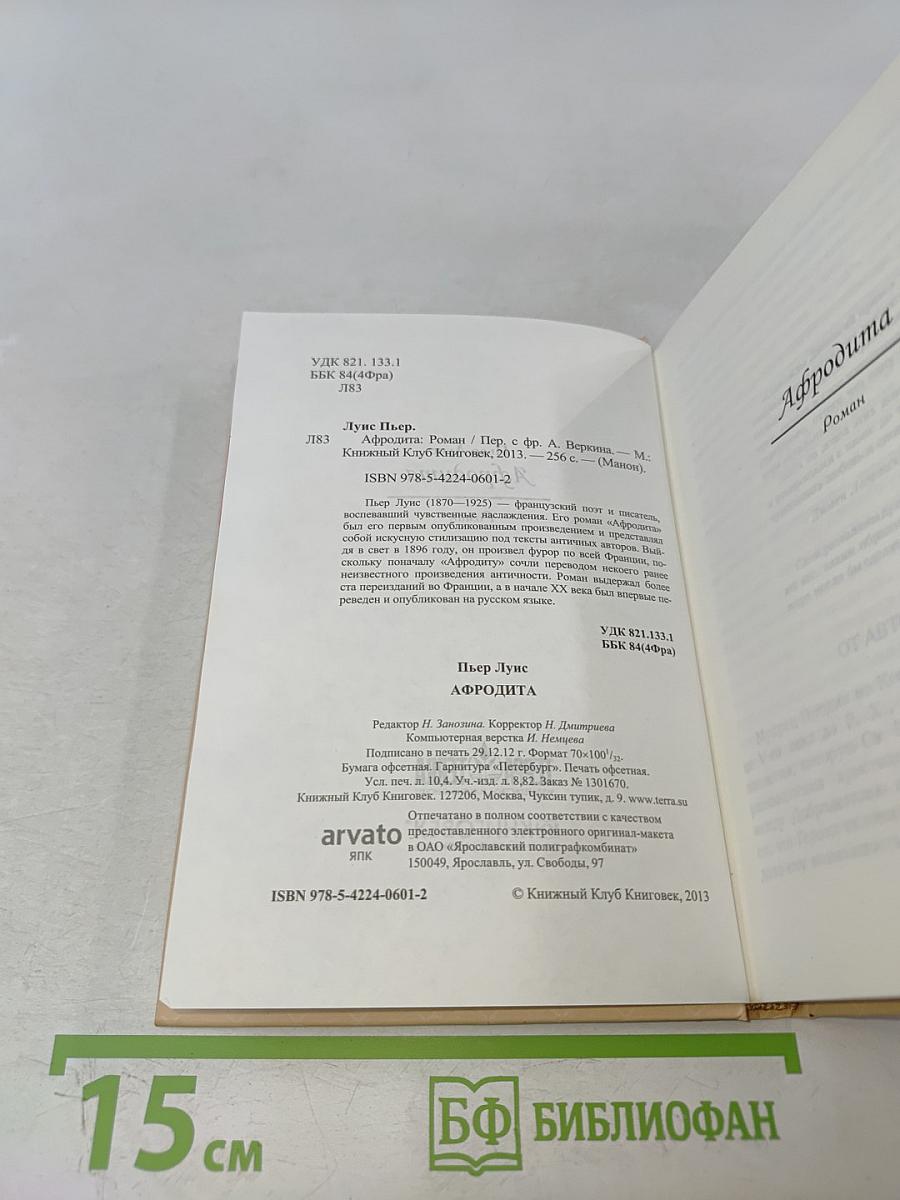 УДК 821. 133.1
ББК 84(4Фра)
Л83
Луис Пьер.
Л83 Афродита: Роман / Пер. с фр. А. Веркина. — М.:
Книжный Клуб Книговек, 2013. — 256 с. — (Манон).
ISBN 978-5-4224-0601-2
Пьер Луис (1870—1925) — французский поэт и писатель,
воспевавший чувственные наслаждения. Его роман «Афродита»
был его первым опубликованным произведением и представлял
собой искусную стилизацию под тексты античных авторов. Вый-
дя в свет в 1896 году, он произвел фурор по всей Франции, по-
скольку поначалу «Афродиту» сочли переводом некоего ранее
неизвестного произведения античности. Роман выдержал более
ста переизданий во Франции, а в начале XX века был впервые пе-
реведен и опубликован на русском языке.
УДК 821.133.1
ББК 84(4Фра)
Пьер Луис
АФРОДИТА
Редактор Н. Занозина. Корректор Н. Дмитриева
Компьютерная верстка И. Немцева
Подписано в печать 29.12.12 г. Формат 70×100¹/₃₂.
Бумага офсетная. Гарнитура «Петербург». Печать офсетная.
Усл. печ. л. 10,4. Уч.-изд. л. 8,82. Заказ № 1301670.
Книжный Клуб Книговек. 127206, Москва, Чуксин тупик, д. 9. www.terra.su
arvato
ЯПК
Отпечатано в полном соответствии с качеством
предоставленного электронного оригинал-макета
в ОАО «Ярославский полиграфкомбинат»
150049, Ярославль, ул. Свободы, 97
ISBN 978-5-4224-0601-2
© Книжный Клуб Книговек, 2013
Афродита
Роман
15 см
БФ БИБЛИОФАН